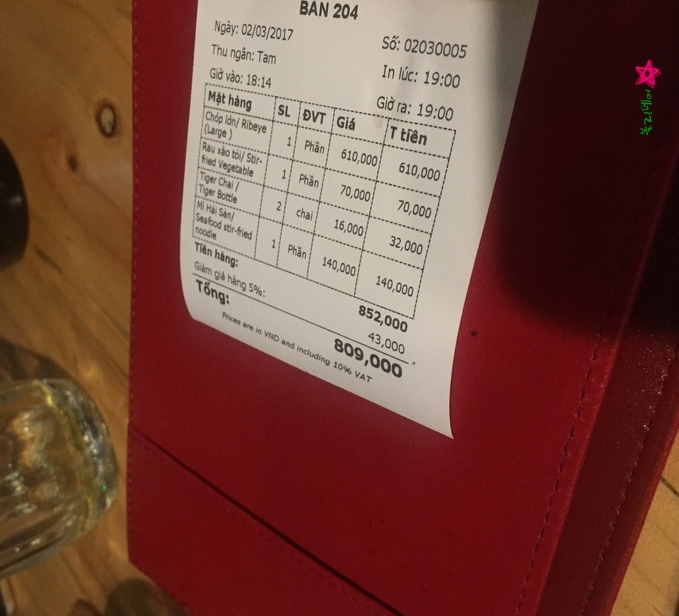 BÀN 204
Ngày: 02/03/2017 Số: 02030005
Thu ngân: Tam In lúc: 19:00
Giờ vào: 18:14 Giờ ra: 19:00
Mặt hàng SL ĐVT Giá T tiền
Chóp lớn/ Ribeye
(Large ) 1 Phần 610,000 610,000
Rau xào tỏi/ Stir-
fried Vegetable 1 Phần 70,000 70,000
Tiger Chai /
Tiger Bottle 2 chai 16,000 32,000
Mì Hải Sản/
Seafood stir-fried
noodle 1 Phần 140,000 140,000
Tiền hàng: 852,000
Giảm giá hàng 5%: 43,000
Tổng: 809,000
Prices are in VND and including 10% VAT